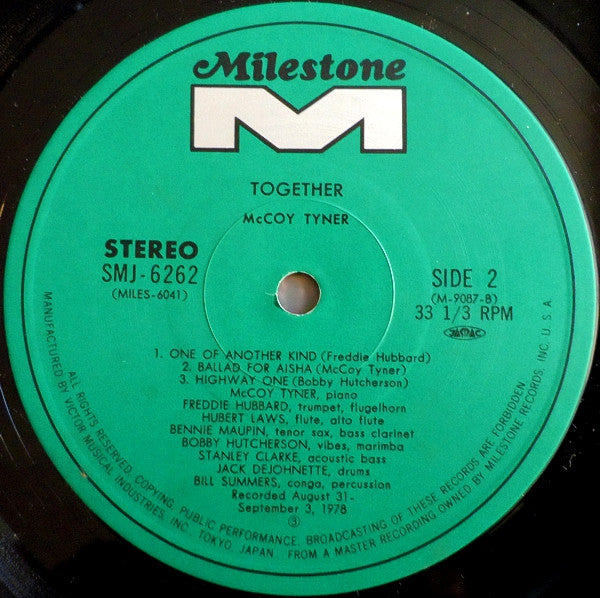 Milestone
M
TOGETHER
McCOY TYNER
STEREO
SMJ-6262
(MILES-6041)
SIDE 2
(M-9087-B)
33 1/3 RPM
JASRAC
1. ONE OF ANOTHER KIND (Freddie Hubbard)
2. BALLAD FOR AISHA (McCoy Tyner)
3. HIGHWAY ONE (Bobby Hutcherson)
McCOY TYNER, piano
FREDDIE HUBBARD, trumpet, flugelhorn
HUBERT LAWS, flute, alto flute
BENNIE MAUPIN, tenor sax, bass clarinet
BOBBY HUTCHERSON, vibes, marimba
STANLEY CLARKE, acoustic bass
JACK DEJOHNETTE, drums
BILL SUMMERS, conga, percussion
Recorded August 31-
September 3, 1978
③
ALL RIGHTS RESERVED. COPYING, PUBLIC PERFORMANCE, BROADCASTING OF THESE RECORDS ARE FORBIDDEN.
MANUFACTURED BY VICTOR MUSICAL INDUSTRIES, INC. TOKYO, JAPAN. FROM A MASTER RECORDING OWNED BY MILESTONE RECORDS, INC. U.S.A.